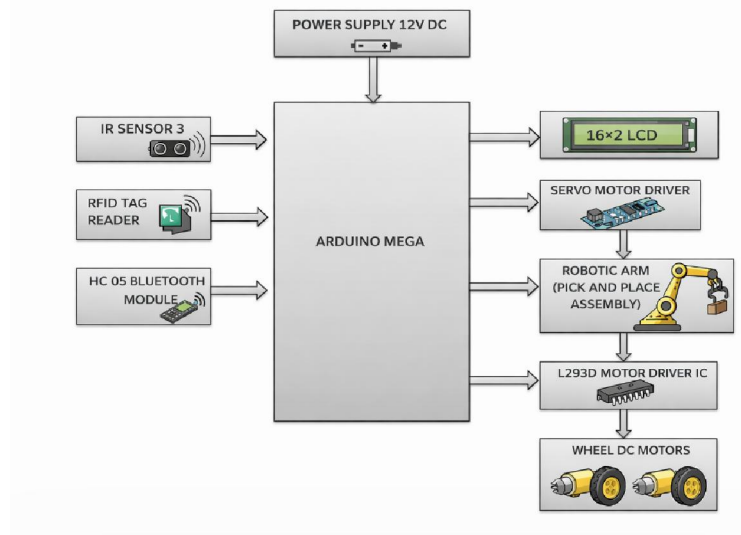 POWER SUPPLY 12V DC
IR SENSOR 3
RFID TAG
READER
HC 05 BLUETOOTH
MODULE
ARDUINO MEGA
16×2 LCD
SERVO MOTOR DRIVER
ROBOTIC ARM
(PICK AND PLACE
ASSEMBLY)
L293D MOTOR DRIVER IC
WHEEL DC MOTORS